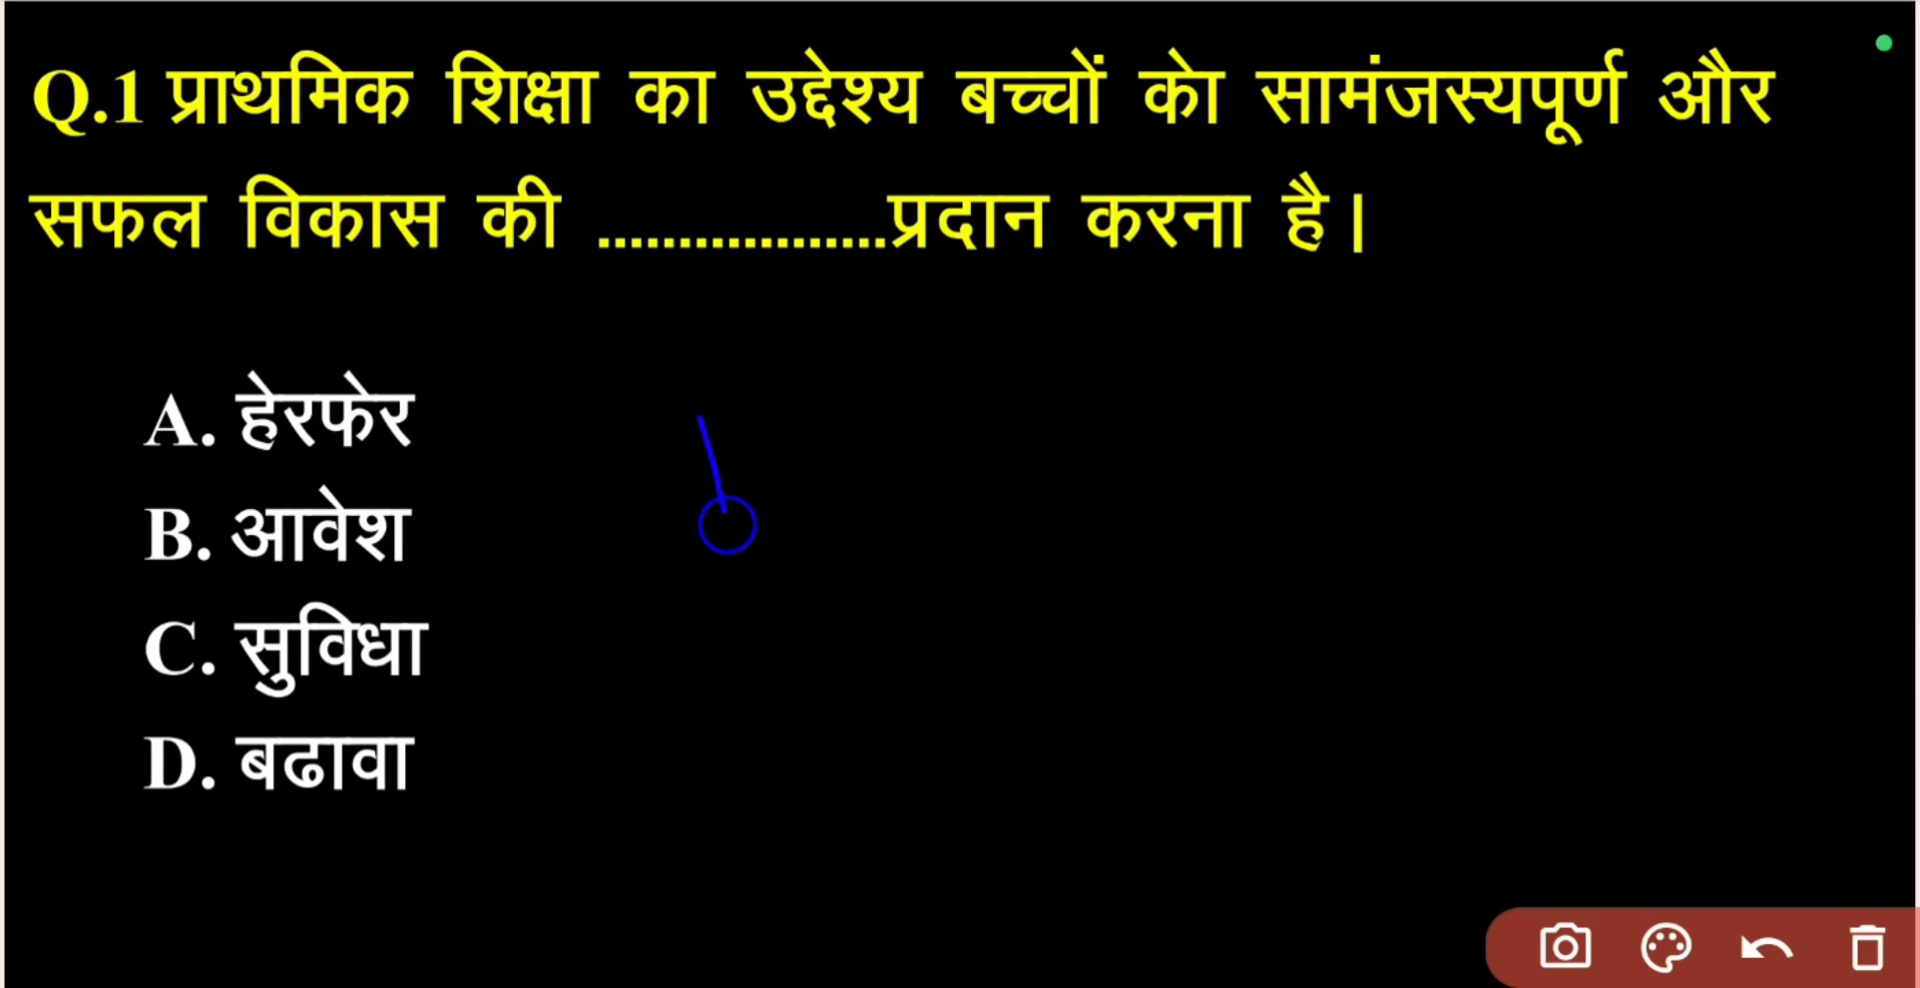 Q.1 प्राथमिक शिक्षा का उद्देश्य बच्चों को सामंजस्यपूर्ण और
सफल विकास की ..................प्रदान करना है।
A. हेरफेर
B. आवेश
C. सुविधा
D. बढावा